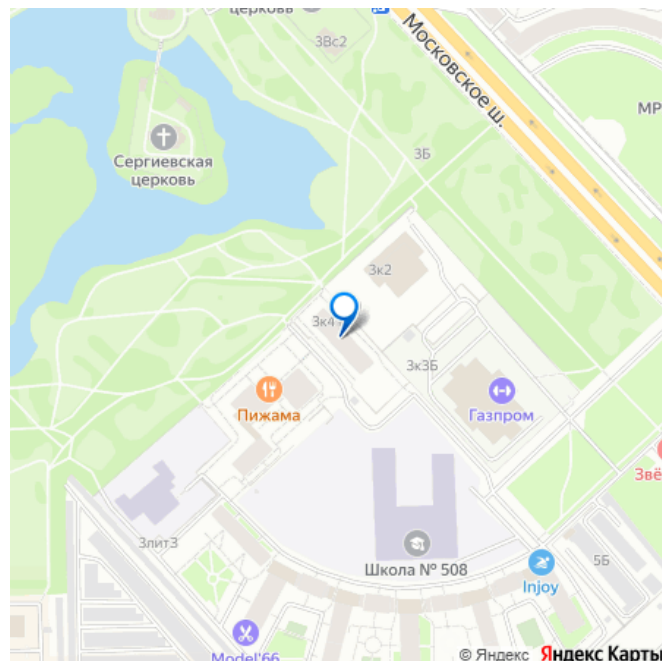 церковь
3Вс2
Московское ш.
МР
Сергиевская
церковь
3Б
3к2
3к4
3к3Б
Пижама
Газпром
Звё
3лит3
Школа № 508
5Б
Injoy
Model'66
© Яндекс Яндекс Карты